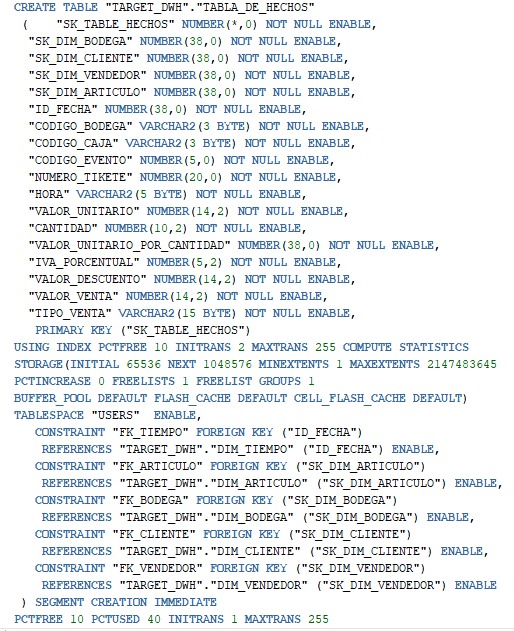 CREATE TABLE "TARGET_DWH"."TABLA_DE_HECHOS"
( "SK_TABLE_HECHOS" NUMBER(*,0) NOT NULL ENABLE,
"SK_DIM_BODEGA" NUMBER(38,0) NOT NULL ENABLE,
"SK_DIM_CLIENTE" NUMBER(38,0) NOT NULL ENABLE,
"SK_DIM_VENDEDOR" NUMBER(38,0) NOT NULL ENABLE,
"SK_DIM_ARTICULO" NUMBER(38,0) NOT NULL ENABLE,
"ID_FECHA" NUMBER(38,0) NOT NULL ENABLE,
"CODIGO_BODEGA" VARCHAR2(3 BYTE) NOT NULL ENABLE,
"CODIGO_CAJA" VARCHAR2(3 BYTE) NOT NULL ENABLE,
"CODIGO_EVENTO" NUMBER(5,0) NOT NULL ENABLE,
"NUMERO_TIKETE" NUMBER(20,0) NOT NULL ENABLE,
"HORA" VARCHAR2(5 BYTE) NOT NULL ENABLE,
"VALOR_UNITARIO" NUMBER(14,2) NOT NULL ENABLE,
"CANTIDAD" NUMBER(10,2) NOT NULL ENABLE,
"VALOR_UNITARIO_POR_CANTIDAD" NUMBER(38,0) NOT NULL ENABLE,
"IVA_PORCENTUAL" NUMBER(5,2) NOT NULL ENABLE,
"VALOR_DESCUENTO" NUMBER(14,2) NOT NULL ENABLE,
"VALOR_VENTA" NUMBER(14,2) NOT NULL ENABLE,
"TIPO_VENTA" VARCHAR2(15 BYTE) NOT NULL ENABLE,
PRIMARY KEY ("SK_TABLE_HECHOS")
USING INDEX PCTFREE 10 INITRANS 2 MAXTRANS 255 COMPUTE STATISTICS
STORAGE(INITIAL 65536 NEXT 1048576 MINEXTENTS 1 MAXEXTENTS 2147483645
PCTINCREASE 0 FREELISTS 1 FREELIST GROUPS 1
BUFFER_POOL DEFAULT FLASH_CACHE DEFAULT CELL_FLASH_CACHE DEFAULT)
TABLESPACE "USERS" ENABLE,
CONSTRAINT "FK_TIEMPO" FOREIGN KEY ("ID_FECHA")
REFERENCES "TARGET_DWH"."DIM_TIEMPO" ("ID_FECHA") ENABLE,
CONSTRAINT "FK_ARTICULO" FOREIGN KEY ("SK_DIM_ARTICULO")
REFERENCES "TARGET_DWH"."DIM_ARTICULO" ("SK_DIM_ARTICULO") ENABLE,
CONSTRAINT "FK_BODEGA" FOREIGN KEY ("SK_DIM_BODEGA")
REFERENCES "TARGET_DWH"."DIM_BODEGA" ("SK_DIM_BODEGA") ENABLE,
CONSTRAINT "FK_CLIENTE" FOREIGN KEY ("SK_DIM_CLIENTE")
REFERENCES "TARGET_DWH"."DIM_CLIENTE" ("SK_DIM_CLIENTE") ENABLE,
CONSTRAINT "FK_VENDEDOR" FOREIGN KEY ("SK_DIM_VENDEDOR")
REFERENCES "TARGET_DWH"."DIM_VENDEDOR" ("SK_DIM_VENDEDOR") ENABLE
) SEGMENT CREATION IMMEDIATE
PCTFREE 10 PCTUSED 40 INITRANS 1 MAXTRANS 255